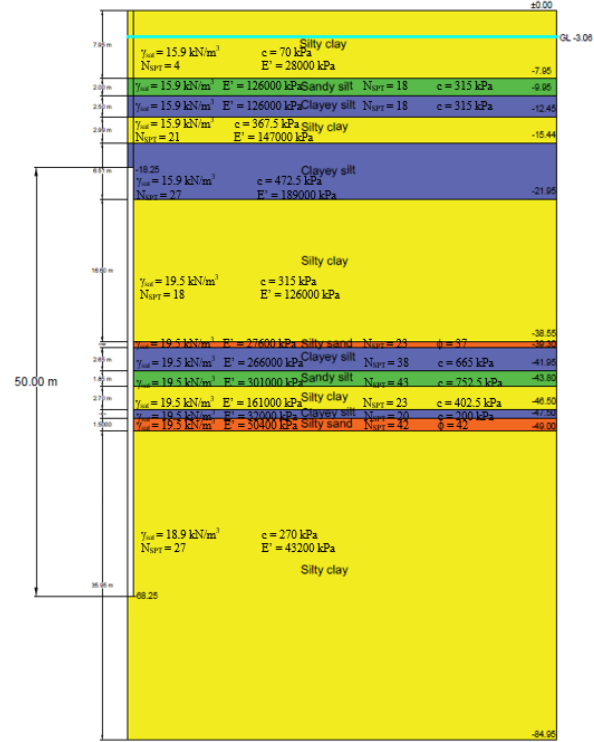 ±0.00
Silty clay
GL -3.06
7.95 m
γsat = 15.9 kN/m³ c = 70 kPa
NSPT = 4 E' = 28000 kPa
-7.95
γsat = 15.9 kN/m³ E' = 126000 kPa Sandy silt NSPT = 18 c = 315 kPa
-9.95
γsat = 15.9 kN/m³ E' = 126000 kPa Clayey silt NSPT = 18 c = 315 kPa
-12.45
γsat = 15.9 kN/m³ c = 367.5 kPa Silty clay
NSPT = 21 E' = 147000 kPa
-15.44
-18.25 Clayey silt
γsat = 15.9 kN/m³ c = 472.5 kPa
NSPT = 27 E' = 189000 kPa
-21.95
Silty clay
γsat = 19.5 kN/m³ c = 315 kPa
NSPT = 18 E' = 126000 kPa
-38.55
γsat = 19.5 kN/m³ E' = 27600 kPa Silty sand NSPT = 23 ϕ = 37
-39.30
γsat = 19.5 kN/m³ E' = 266000 kPa Clayey silt NSPT = 38 c = 665 kPa
-41.95
γsat = 19.5 kN/m³ E' = 301000 kPa Sandy silt NSPT = 43 c = 752.5 kPa
-43.80
50.00 m
γsat = 19.5 kN/m³ E' = 161000 kPa Silty clay NSPT = 23 c = 402.5 kPa
-46.50
γsat = 19.5 kN/m³ E' = 32000 kPa Clayey silt NSPT = 20 c = 200 kPa
-47.50
γsat = 19.5 kN/m³ E' = 50400 kPa Silty sand NSPT = 42 ϕ = 42
-49.00
γsat = 18.9 kN/m³ c = 270 kPa
NSPT = 27 E' = 43200 kPa
Silty clay
35.95 m
-68.25
-84.95